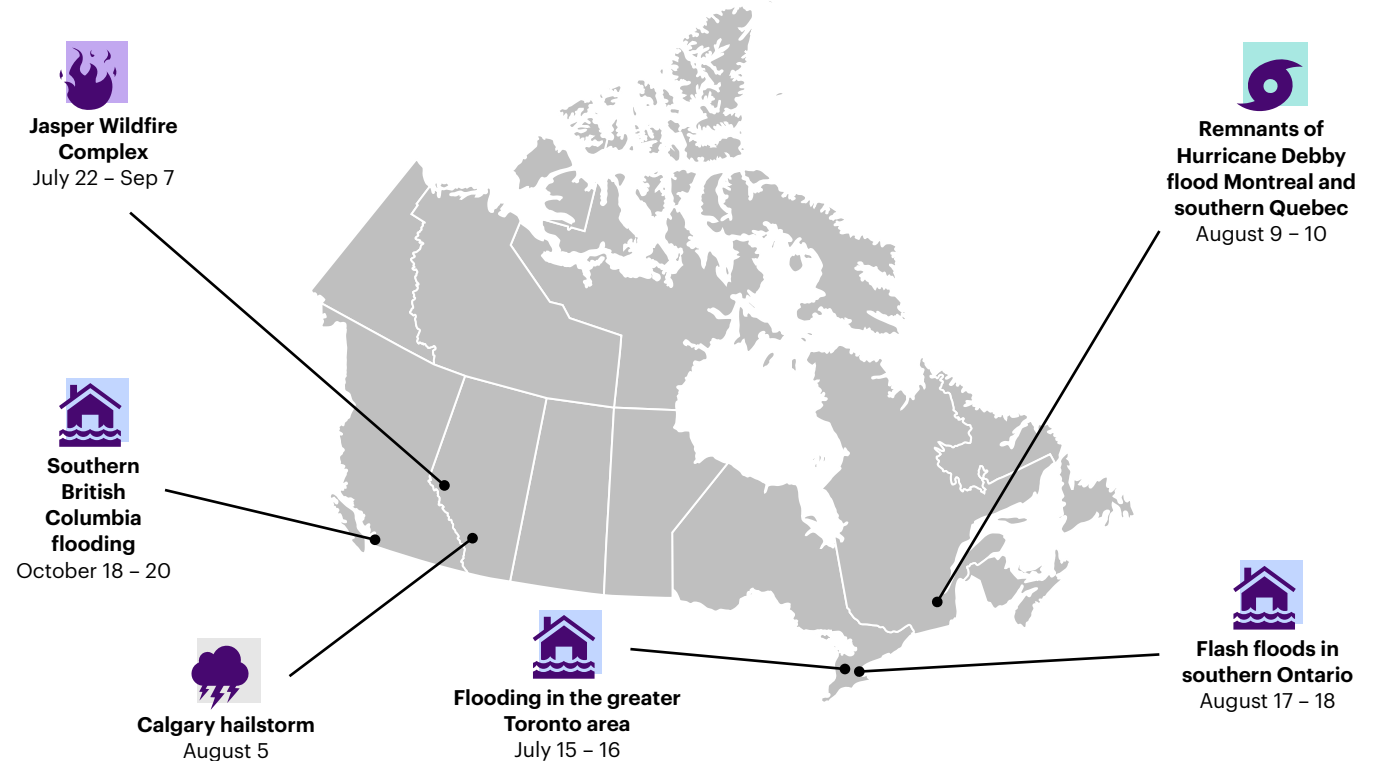 Jasper Wildfire
Complex
July 22 – Sep 7
Remnants of
Hurricane Debby
flood Montreal and
southern Quebec
August 9 – 10
Southern
British
Columbia
flooding
October 18 – 20
Calgary hailstorm
August 5
Flooding in the greater
Toronto area
July 15 – 16
Flash floods in
southern Ontario
August 17 – 18